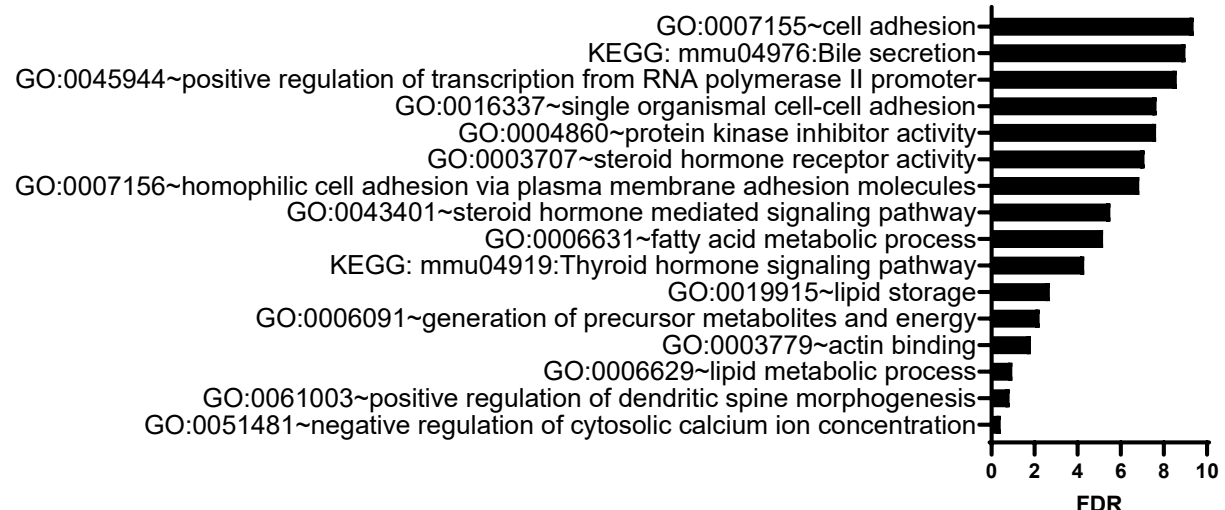 GO:0007155~cell adhesion
KEGG: mmu04976:Bile secretion
GO:0045944~positive regulation of transcription from RNA polymerase II promoter
GO:0016337~single organismal cell-cell adhesion
GO:0004860~protein kinase inhibitor activity
GO:0003707~steroid hormone receptor activity
GO:0007156~homophilic cell adhesion via plasma membrane adhesion molecules
GO:0043401~steroid hormone mediated signaling pathway
GO:0006631~fatty acid metabolic process
KEGG: mmu04919:Thyroid hormone signaling pathway
GO:0019915~lipid storage
GO:0006091~generation of precursor metabolites and energy
GO:0003779~actin binding
GO:0006629~lipid metabolic process
GO:0061003~positive regulation of dendritic spine morphogenesis
GO:0051481~negative regulation of cytosolic calcium ion concentration
0 2 4 6 8 10
FDR